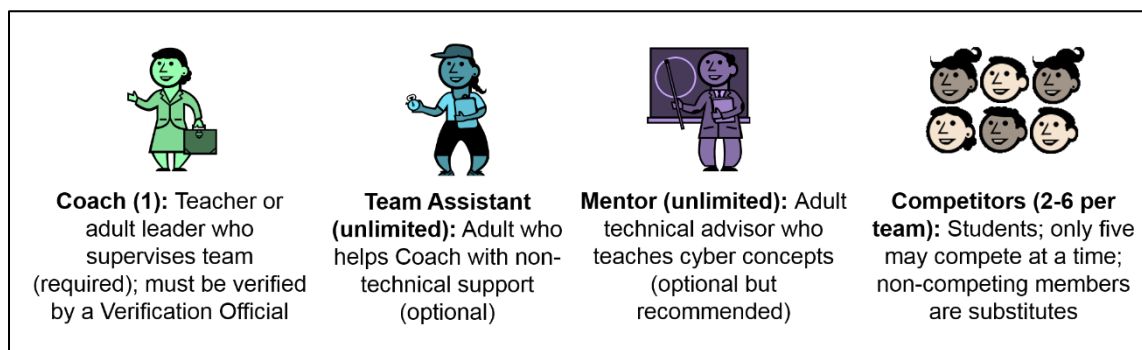 Coach (1): Teacher or
adult leader who
supervises team
(required); must be verified
by a Verification Official
Team Assistant
(unlimited): Adult who
helps Coach with non-
technical support
(optional)
Mentor (unlimited): Adult
technical advisor who
teaches cyber concepts
(optional but
recommended)
Competitors (2-6 per
team): Students; only five
may compete at a time;
non-competing members
are substitutes